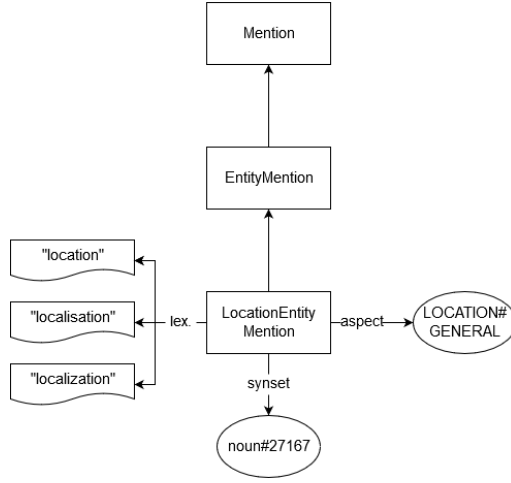 Mention
EntityMention
"location"
"localisation"
"localization"
lex.
LocationEntity
Mention
aspect
LOCATION#
GENERAL
synset
noun#27167